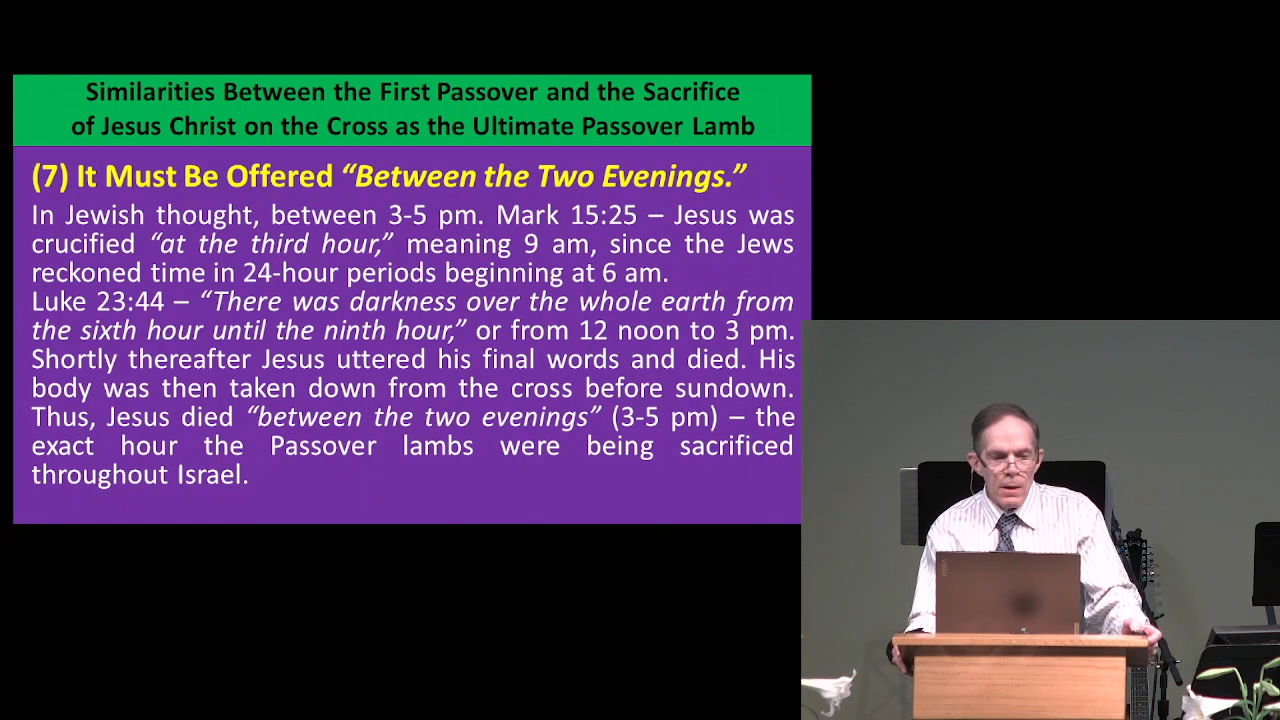 Similarities Between the First Passover and the Sacrifice
of Jesus Christ on the Cross as the Ultimate Passover Lamb
(7) It Must Be Offered “Between the Two Evenings.”
In Jewish thought, between 3-5 pm. Mark 15:25 – Jesus was
crucified “at the third hour,” meaning 9 am, since the Jews
reckoned time in 24-hour periods beginning at 6 am.
Luke 23:44 – “There was darkness over the whole earth from
the sixth hour until the ninth hour,” or from 12 noon to 3 pm.
Shortly thereafter Jesus uttered his final words and died. His
body was then taken down from the cross before sundown.
Thus, Jesus died “between the two evenings” (3-5 pm) – the
exact hour the Passover lambs were being sacrificed
throughout Israel.